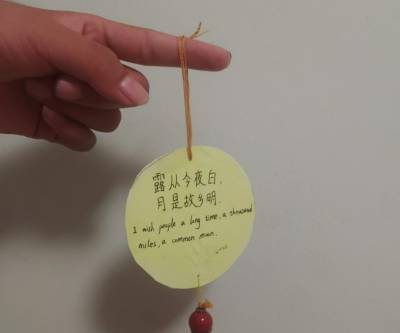 露从今夜白,
月是故乡明.
I wish people a long time, a thousand
miles, a common moon.